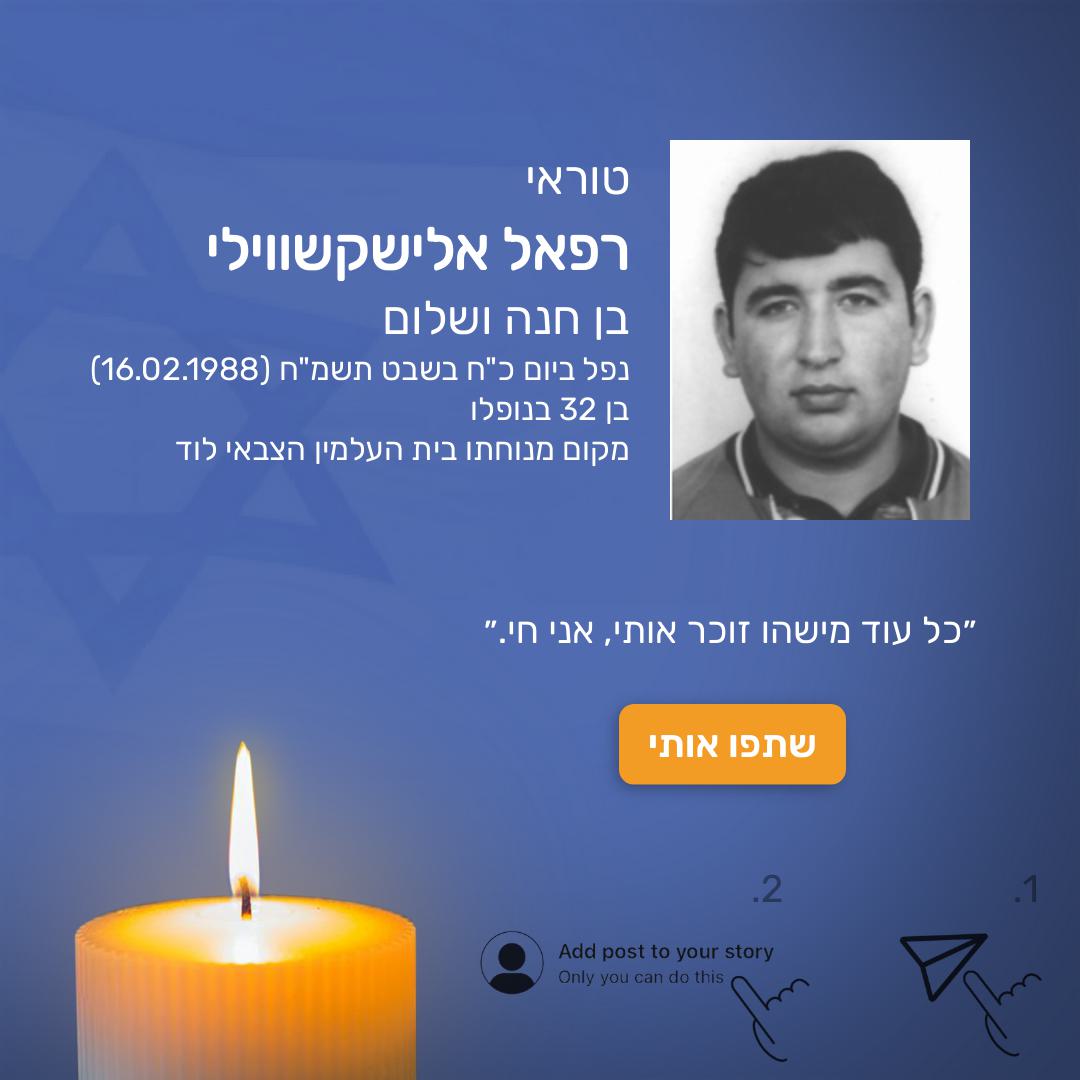 טוראי
רפאל אלישקשווילי
בן חנה ושלום
נפל ביום כ"ח בשבט תשמ"ח (16.02.1988)
בן 32 בנופלו
מקום מנוחתו בית העלמין הצבאי לוד
״כל עוד מישהו זוכר אותי, אני חי.״
שתפו אותי
.1
.2
Add post to your story
Only you can do this